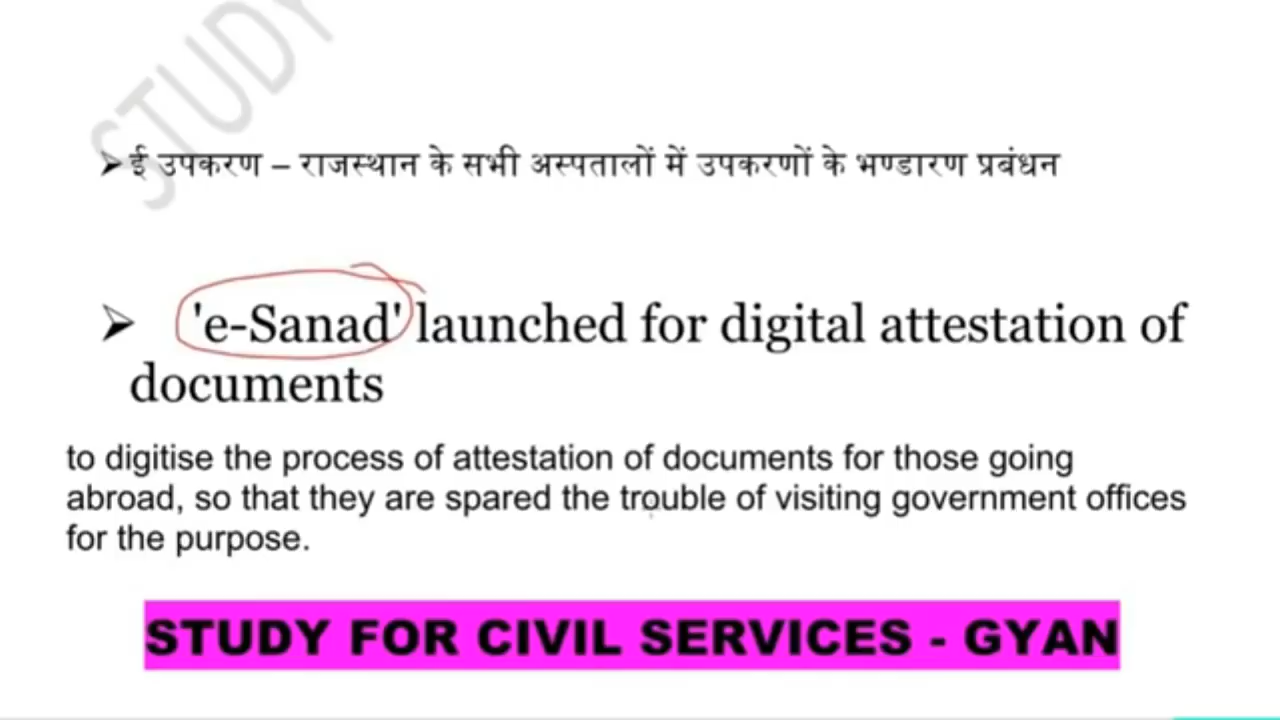 STUDY
➢ ई उपकरण – राजस्थान के सभी अस्पतालों में उपकरणों के भण्डारण प्रबंधन
➢ 'e-Sanad' launched for digital attestation of
documents
to digitise the process of attestation of documents for those going
abroad, so that they are spared the trouble of visiting government offices
for the purpose.
STUDY FOR CIVIL SERVICES - GYAN